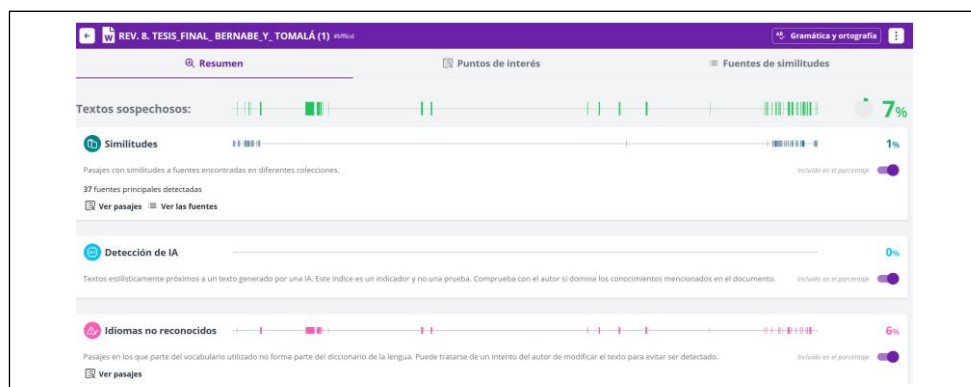 REV. 8. TESIS_FINAL_ BERNABE_Y_ TOMALÁ (1)
Gramática y ortografía
Resumen
Puntos de interés
Fuentes de similitudes
Textos sospechosos:
7%
Similitudes
1%
Pasajes con similitudes a fuentes encontradas en diferentes colecciones.
Incluido en el porcentaje
37 fuentes principales detectadas
Ver pasajes
Ver las fuentes
Detección de IA
0%
Textos estilísticamente próximos a un texto generado por una IA. Este índice es un indicador y no una prueba. Comprueba con el autor si domina los conocimientos mencionados en el documento.
Incluido en el porcentaje
Idiomas no reconocidos
6%
Pasajes en los que parte del vocabulario utilizado no forma parte del diccionario de la lengua. Puede tratarse de un intento del autor de modificar el texto para evitar ser detectado.
Incluido en el porcentaje
Ver pasajes